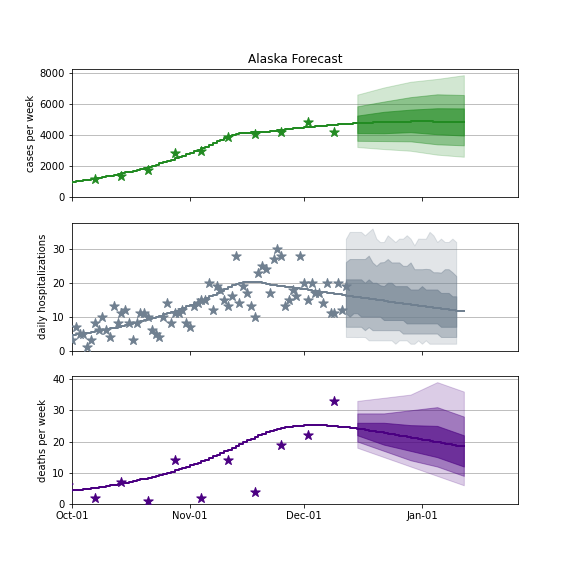 Alaska Forecast
8000
6000
4000
2000
0
cases per week
30
20
10
0
daily hospitalizations
40
30
20
10
0
deaths per week
Oct-01 Nov-01 Dec-01 Jan-01